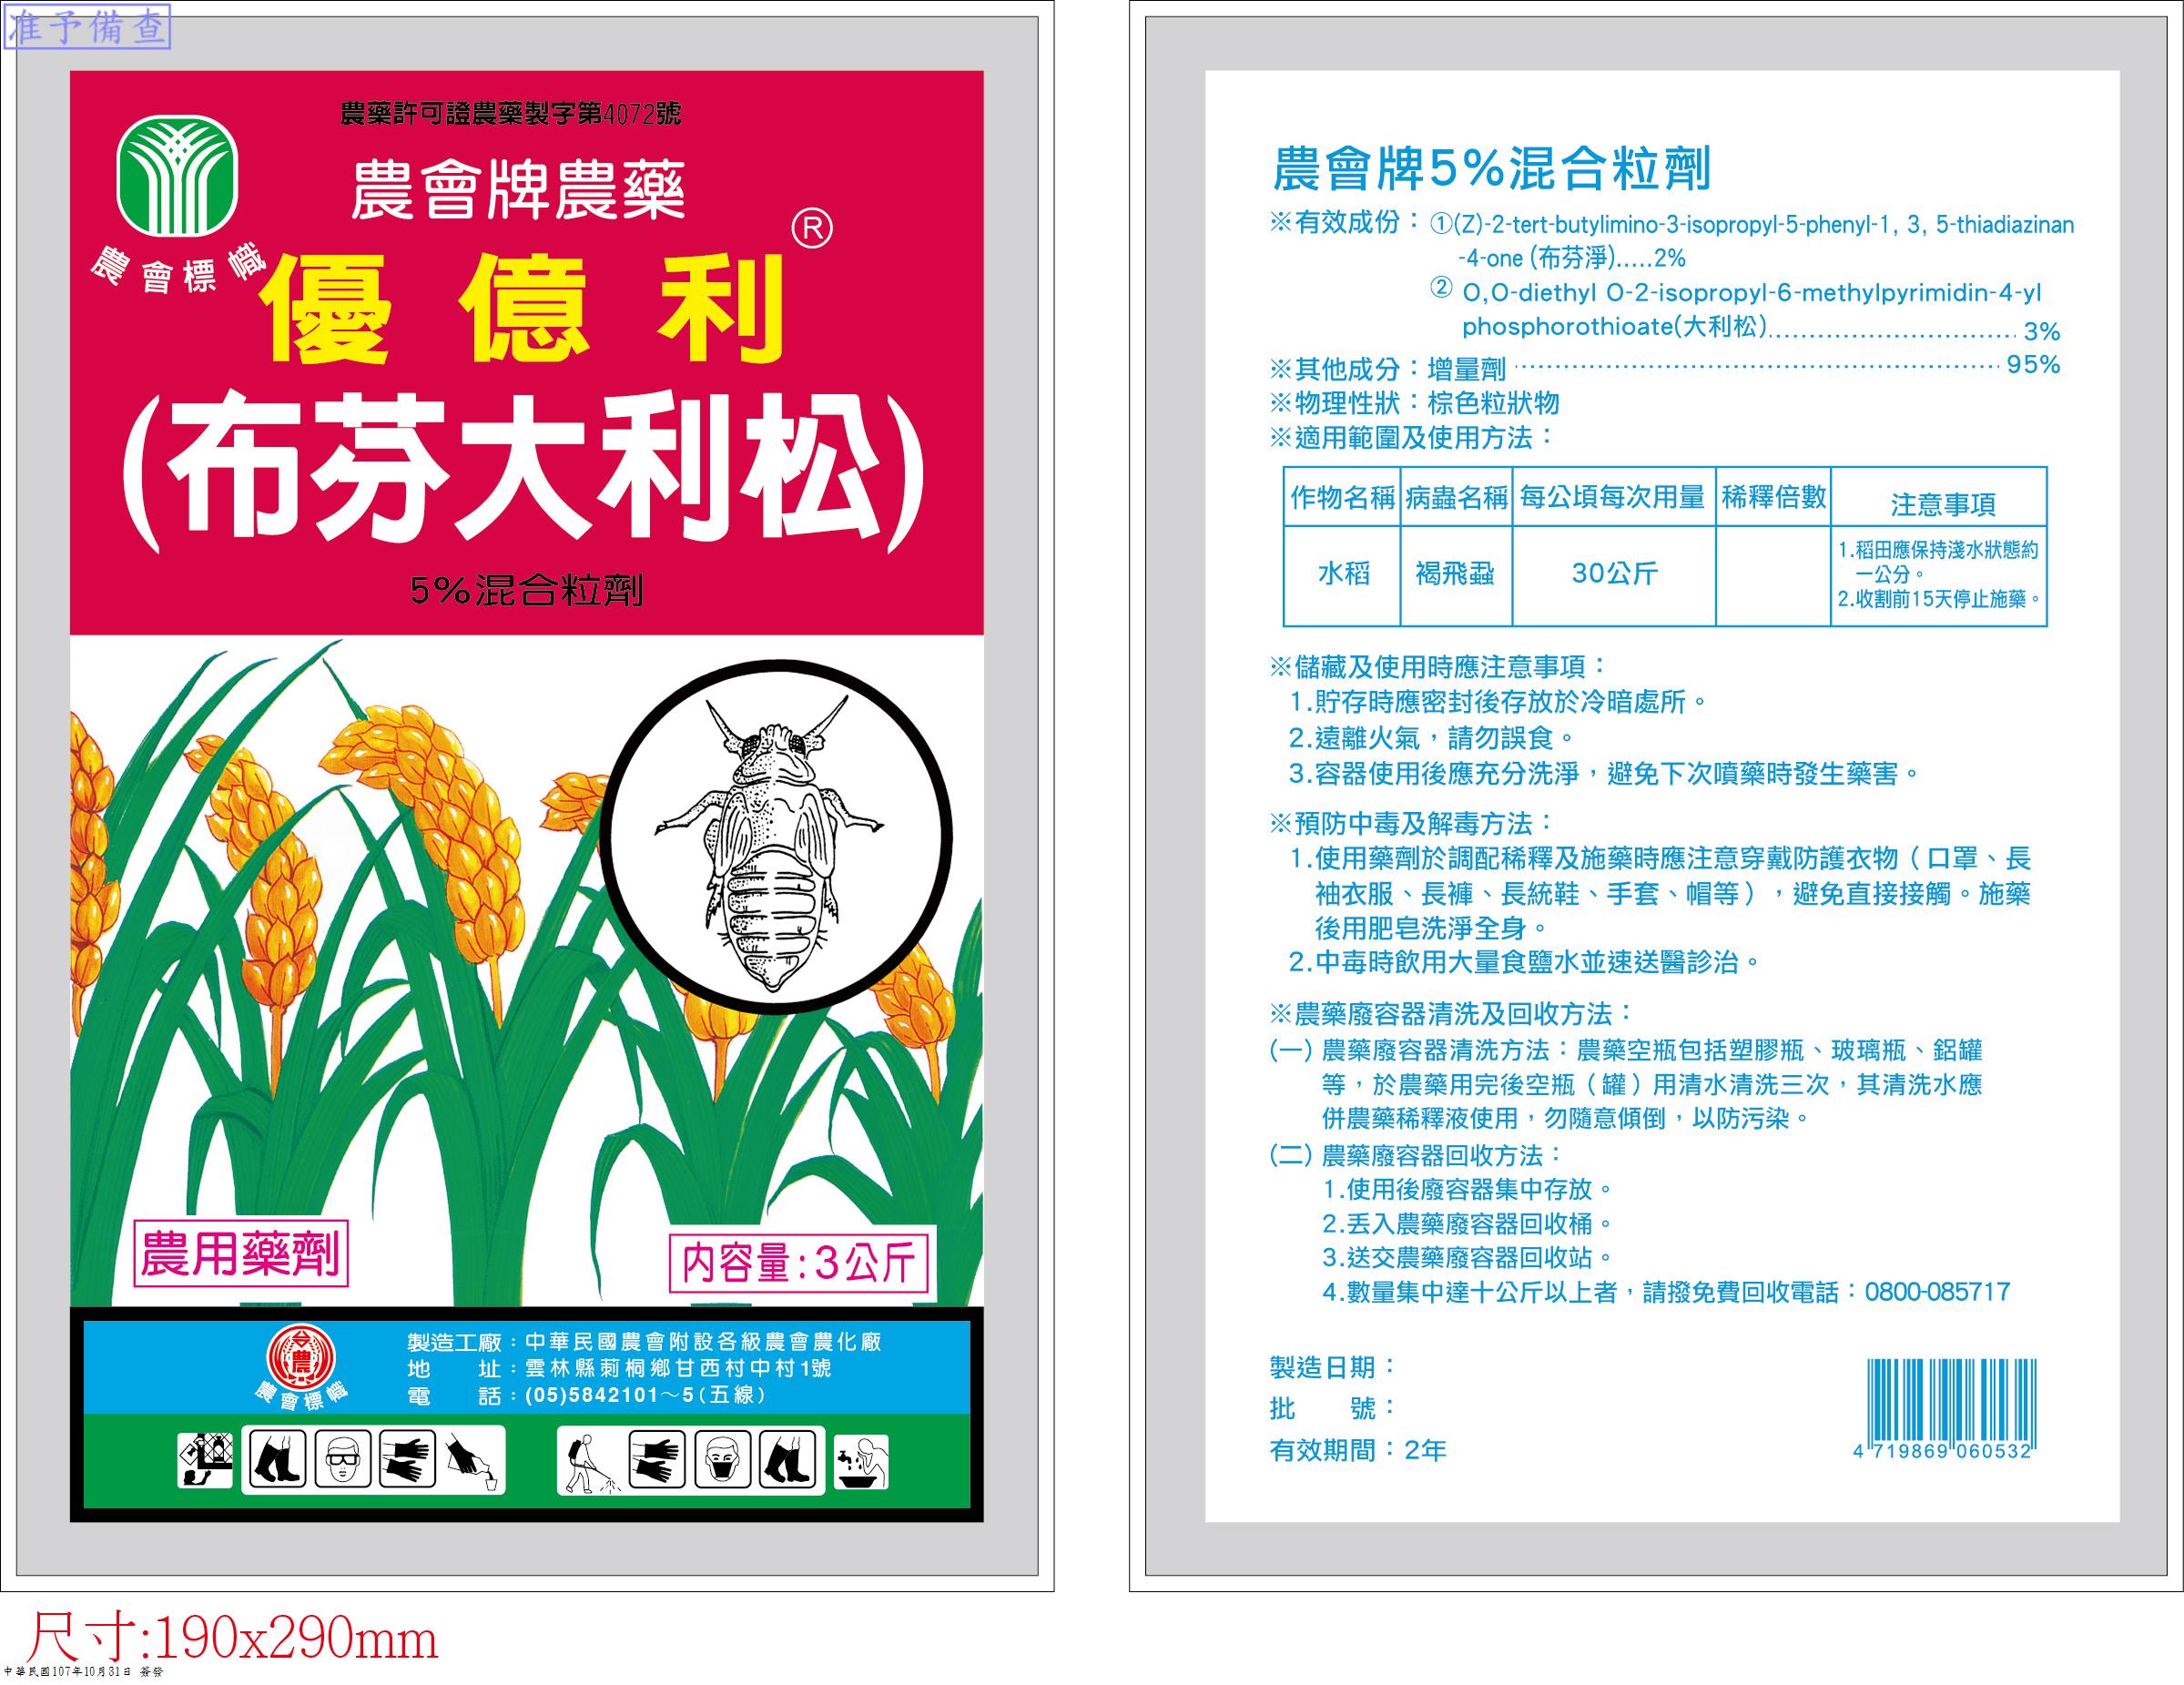 准予備查
農藥許可證農藥製字第4072號
農會牌農藥
農會標幟
優億利®
(布芬大利松)
5%混合粒劑
農用藥劑
內容量:3公斤
農會標幟
製造工廠：中華民國農會附設各級農會農化廠
地　　址：雲林縣莿桐鄉甘西村中村1號
電　　話：(05)5842101～5(五線)
農會牌5%混合粒劑
※有效成份：①(Z)-2-tert-butylimino-3-isopropyl-5-phenyl-1, 3, 5-thiadiazinan
-4-one (布芬淨).....2%
② O,O-diethyl O-2-isopropyl-6-methylpyrimidin-4-yl
phosphorothioate(大利松)................................ 3%
※其他成分：增量劑 ................................................................ 95%
※物理性狀：棕色粒狀物
※適用範圍及使用方法：
作物名稱 病蟲名稱 每公頃每次用量 稀釋倍數 注意事項
水稻 褐飛蝨 30公斤 1.稻田應保持淺水狀態約
一公分。
2.收割前15天停止施藥。
※儲藏及使用時應注意事項：
1.貯存時應密封後存放於冷暗處所。
2.遠離火氣，請勿誤食。
3.容器使用後應充分洗淨，避免下次噴藥時發生藥害。
※預防中毒及解毒方法：
1.使用藥劑於調配稀釋及施藥時應注意穿戴防護衣物（口罩、長
袖衣服、長褲、長統鞋、手套、帽等），避免直接接觸。施藥
後用肥皂洗淨全身。
2.中毒時飲用大量食鹽水並速送醫診治。
※農藥廢容器清洗及回收方法：
(一) 農藥廢容器清洗方法：農藥空瓶包括塑膠瓶、玻璃瓶、鋁罐
等，於農藥用完後空瓶（罐）用清水清洗三次，其清洗水應
併農藥稀釋液使用，勿隨意傾倒，以防污染。
(二) 農藥廢容器回收方法：
1.使用後廢容器集中存放。
2.丟入農藥廢容器回收桶。
3.送交農藥廢容器回收站。
4.數量集中達十公斤以上者，請撥免費回收電話：0800-085717
製造日期：
批　　號：
有效期間：2年
4 719869 060532
尺寸:190x290mm
中華民國107年10月31日 簽發